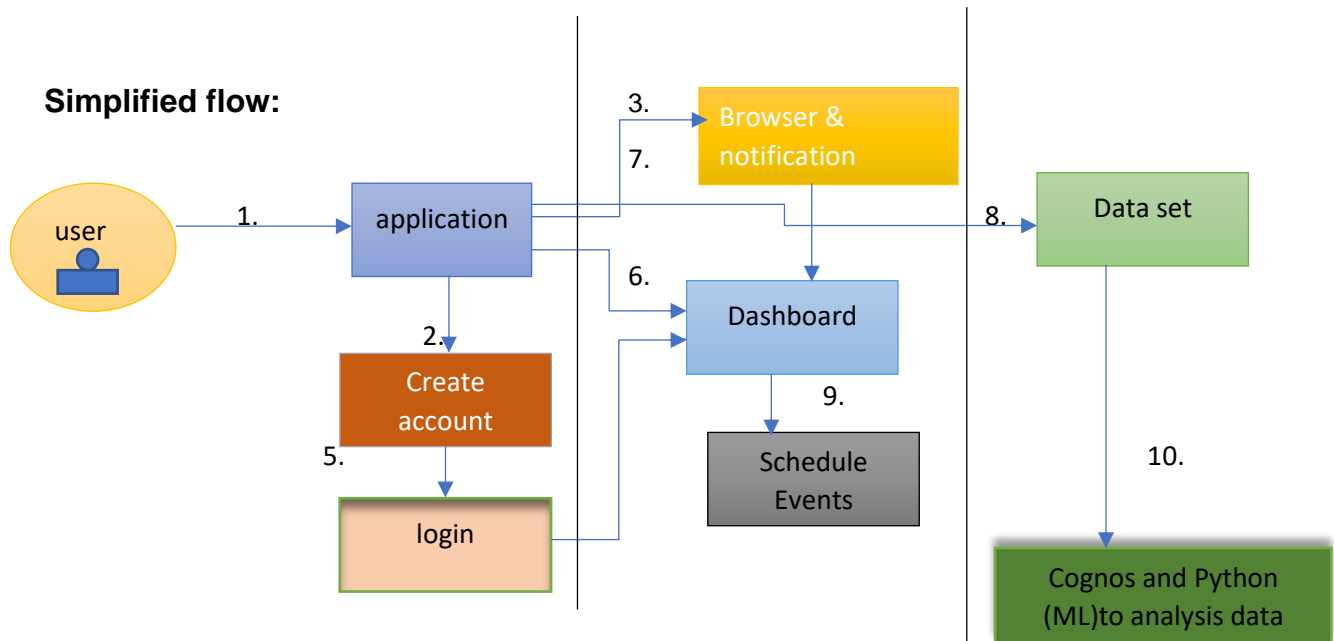 Simplified flow:
3.
Browser &
notification
7.
user
1.
application
8.
Data set
6.
Dashboard
2.
Create
account
9.
5.
Schedule
Events
10.
login
Cognos and Python
(ML)to analysis data